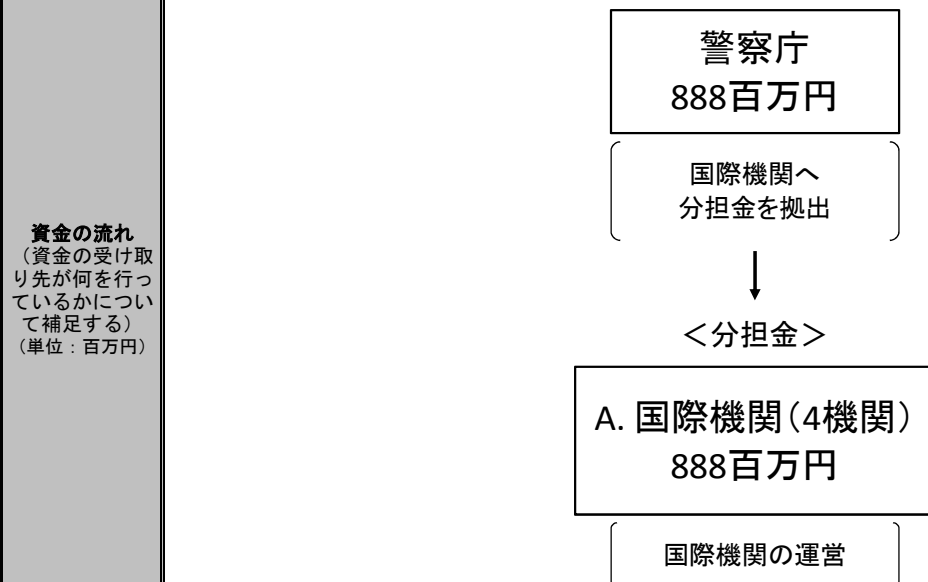 資金の流れ
（資金の受け取
り先が何を行っ
ているかについ
て補足する）
（単位：百万円）
警察庁
888百万円
国際機関へ
分担金を拠出
＜分担金＞
A. 国際機関（4機関）
888百万円
国際機関の運営